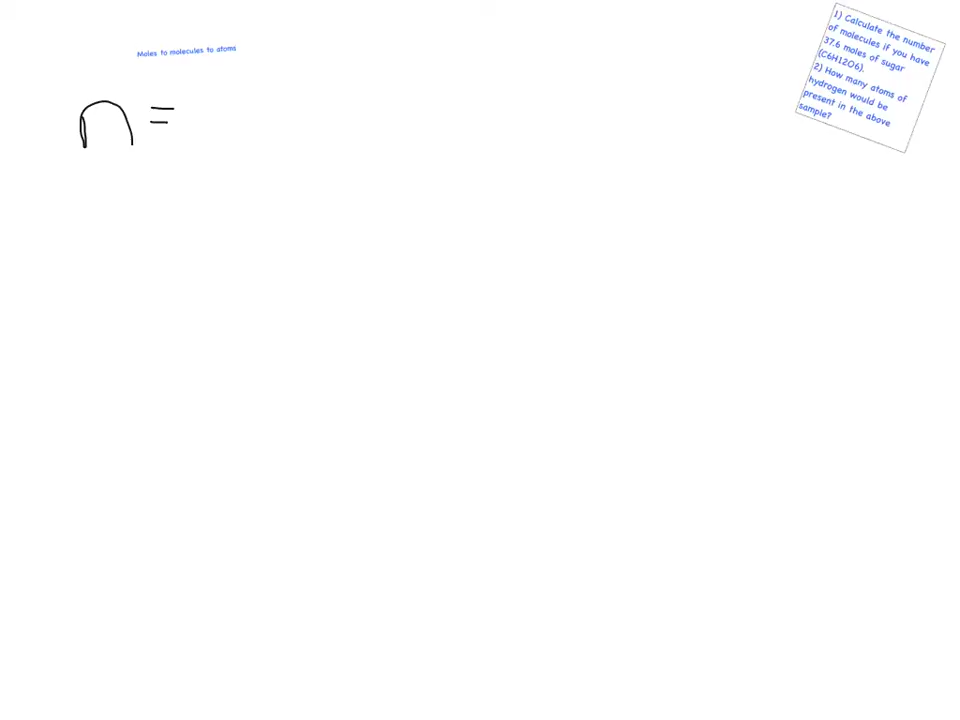 Moles to molecules to atoms
n =
1) Calculate the number
of molecules if you have
37.6 moles of sugar
(C6H12O6).
2) How many atoms of
hydrogen would be
present in the above
sample?